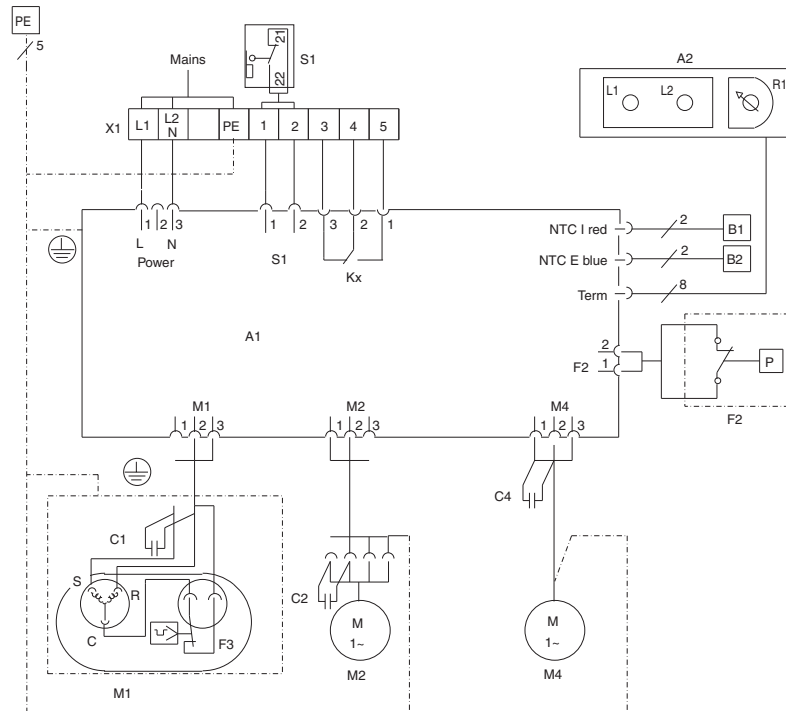 PE
5
Mains
21
22
S1
A2
L1
L2
R1
X1
L1
L2
N
PE
1
2
3
4
5
1
2
3
L
N
Power
1
2
S1
3
2
1
Kx
NTC I red
2
B1
NTC E blue
2
B2
Term
8
A1
2
F2
1
P
F2
M1
1
2
3
M2
1
2
3
M4
1
2
3
C4
C1
S
R
C
F3
M1
C2
M
1~
M2
M
1~
M4